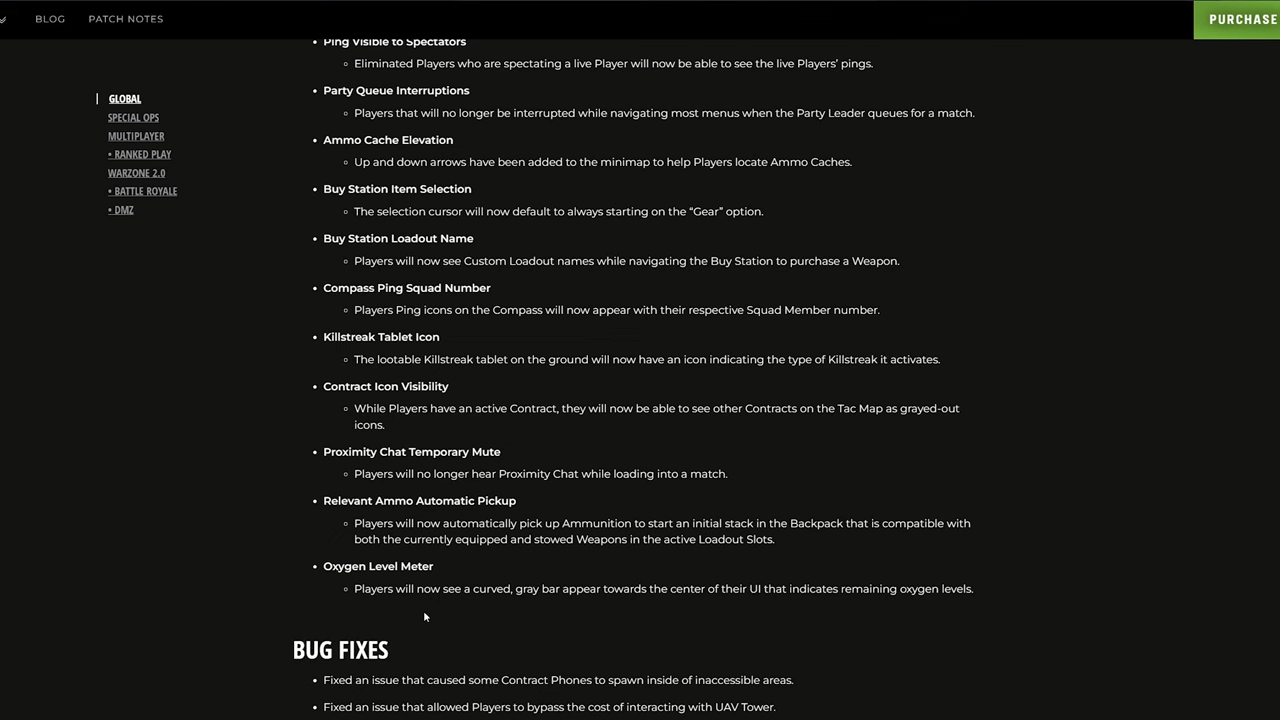 BLOG PATCH NOTES PURCHASE
GLOBAL
SPECIAL OPS
MULTIPLAYER
• RANKED PLAY
WARZONE 2.0
• BATTLE ROYALE
• DMZ
• Ping Visible to Spectators
◦ Eliminated Players who are spectating a live Player will now be able to see the live Players’ pings.
• Party Queue Interruptions
◦ Players that will no longer be interrupted while navigating most menus when the Party Leader queues for a match.
• Ammo Cache Elevation
◦ Up and down arrows have been added to the minimap to help Players locate Ammo Caches.
• Buy Station Item Selection
◦ The selection cursor will now default to always starting on the “Gear” option.
• Buy Station Loadout Name
◦ Players will now see Custom Loadout names while navigating the Buy Station to purchase a Weapon.
• Compass Ping Squad Number
◦ Players Ping icons on the Compass will now appear with their respective Squad Member number.
• Killstreak Tablet Icon
◦ The lootable Killstreak tablet on the ground will now have an icon indicating the type of Killstreak it activates.
• Contract Icon Visibility
◦ While Players have an active Contract, they will now be able to see other Contracts on the Tac Map as grayed-out
icons.
• Proximity Chat Temporary Mute
◦ Players will no longer hear Proximity Chat while loading into a match.
• Relevant Ammo Automatic Pickup
◦ Players will now automatically pick up Ammunition to start an initial stack in the Backpack that is compatible with
both the currently equipped and stowed Weapons in the active Loadout Slots.
• Oxygen Level Meter
◦ Players will now see a curved, gray bar appear towards the center of their UI that indicates remaining oxygen levels.
BUG FIXES
• Fixed an issue that caused some Contract Phones to spawn inside of inaccessible areas.
• Fixed an issue that allowed Players to bypass the cost of interacting with UAV Tower.